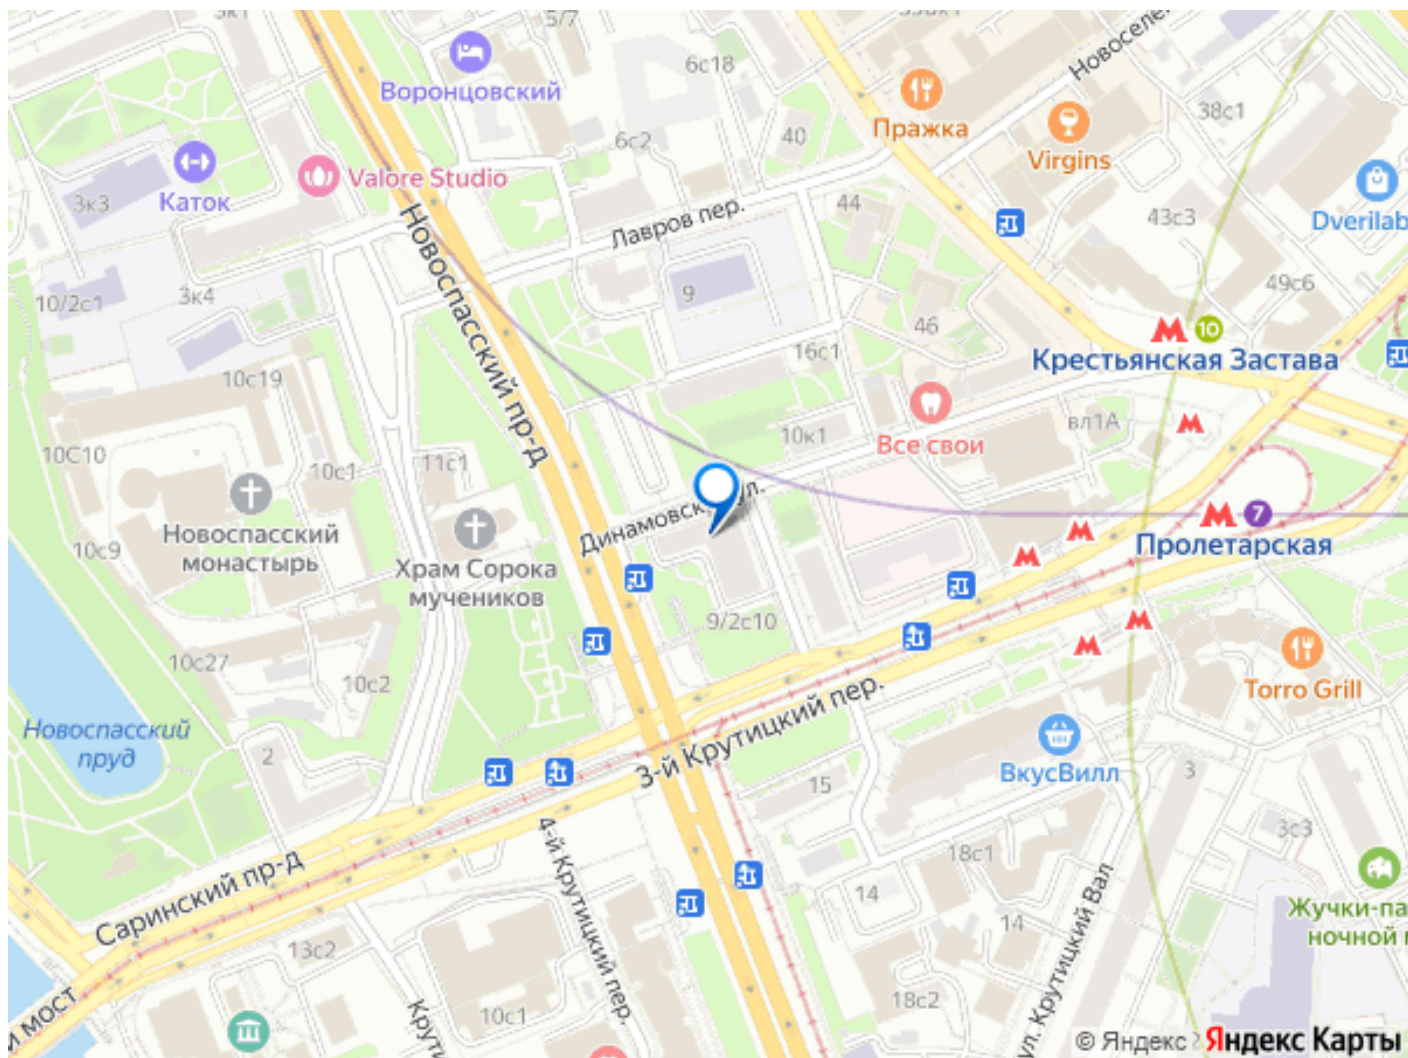 5/7
6с18
Новоселе
Воронцовский
Пражка
38с1
6с2
40
Virgins
Valore Studio
Каток
3к3
44
43с3
Dverilab
Лавров пер.
Новоспасский пр-д
10/2с1
3к4
9
49с6
46
10
16с1
Крестьянская Застава
10с19
10к1
Все свои
вл1А
10С10
10с1
11с1
Новоспасский
монастырь
10с9
Храм Сорока
мучеников
7
Пролетарская
9/2с10
10с27
10с2
Torro Grill
Новоспасский
пруд
2
3-й Крутицкий пер.
ВкусВилл
3
15
3с3
4-й Крутицкий пер.
18с1
Саринский пр-д
14
14
Жучки-па
ночной
13с2
ул. Крутицкий Вал
й мост
18с2
10с1
Крути
© Яндекс
Яндекс Карты